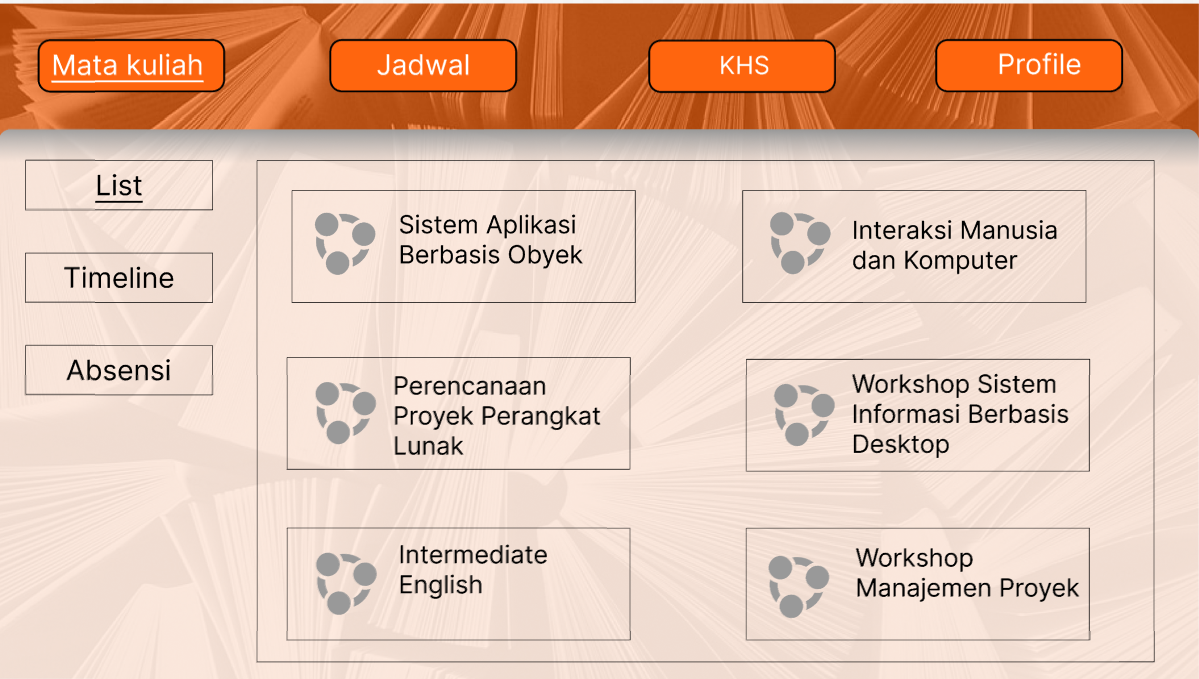 Mata kuliah
Jadwal
KHS
Profile
List
Timeline
Absensi
Sistem Aplikasi
Berbasis Obyek
Interaksi Manusia
dan Komputer
Perencanaan
Proyek Perangkat
Lunak
Workshop Sistem
Informasi Berbasis
Desktop
Intermediate
English
Workshop
Manajemen Proyek